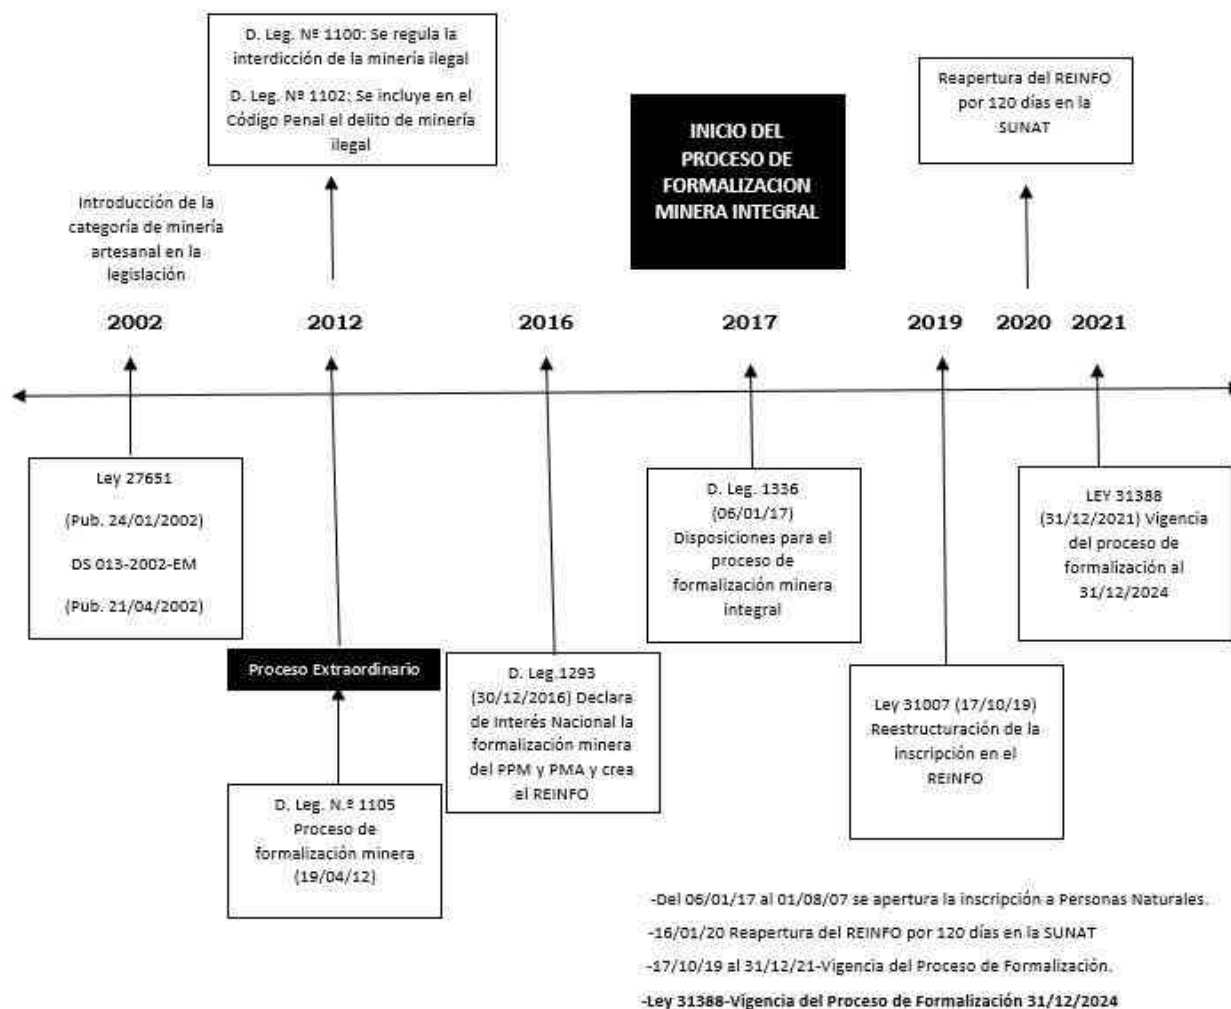 D. Leg. Nº 1100: Se regula la
interdicción de la minería ilegal
D. Leg. Nº 1102: Se incluye en el
Código Penal el delito de minería
ilegal
INICIO DEL
PROCESO DE
FORMALIZACION
MINERA INTEGRAL
Reapertura del REINFO
por 120 días en la
SUNAT
Introducción de la
categoría de minería
artesanal en la
legislación
2002
2012
2016
2017
2019
2020
2021
Ley 27651
(Pub. 24/01/2002)
DS 013-2002-EM
(Pub. 21/04/2002)
Proceso Extraordinario
D. Leg. N.º 1105
Proceso de
formalización minera
(19/04/12)
D. Leg.1293
(30/12/2016) Declara
de Interés Nacional la
formalización minera
del PPM y PMA y crea
el REINFO
D. Leg. 1336
(06/01/17)
Disposiciones para el
proceso de
formalización minera
integral
Ley 31007 (17/10/19)
Reestructuración de la
inscripción en el
REINFO
LEY 31388
(31/12/2021) Vigencia
del proceso de
formalización al
31/12/2024
-Del 06/01/17 al 01/08/07 se apertura la inscripción a Personas Naturales.
-16/01/20 Reapertura del REINFO por 120 días en la SUNAT
-17/10/19 al 31/12/21-Vigencia del Proceso de Formalización.
-Ley 31388-Vigencia del Proceso de Formalización 31/12/2024